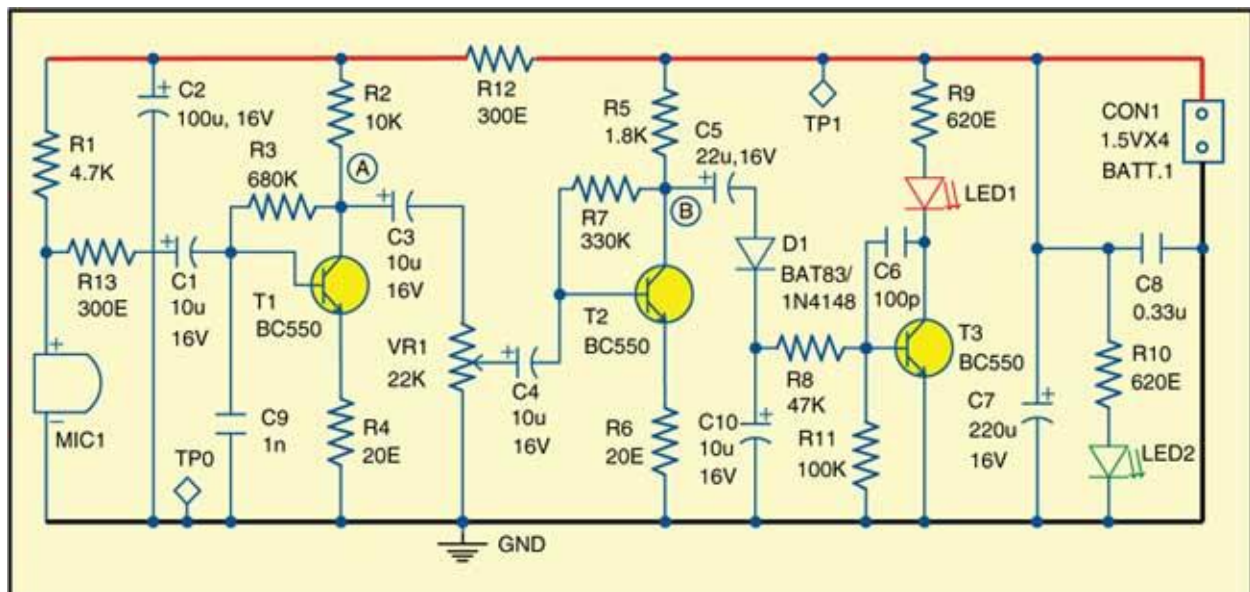 C2
100u, 16V
R1
4.7K
R2
10K
R3
680K
A
R12
300E
R5
1.8K
C5
22u,16V
TP1
R9
620E
CON1
1.5VX4
BATT.1
LED1
R13
300E
C1
10u
16V
T1
BC550
C3
10u
16V
R7
330K
B
D1
BAT83/
1N4148
C6
100p
C8
0.33u
VR1
22K
T2
BC550
T3
BC550
+
MIC1
−
TP0
C9
1n
R4
20E
C4
10u
16V
R6
20E
C10
10u
16V
R8
47K
R11
100K
C7
220u
16V
R10
620E
LED2
GND